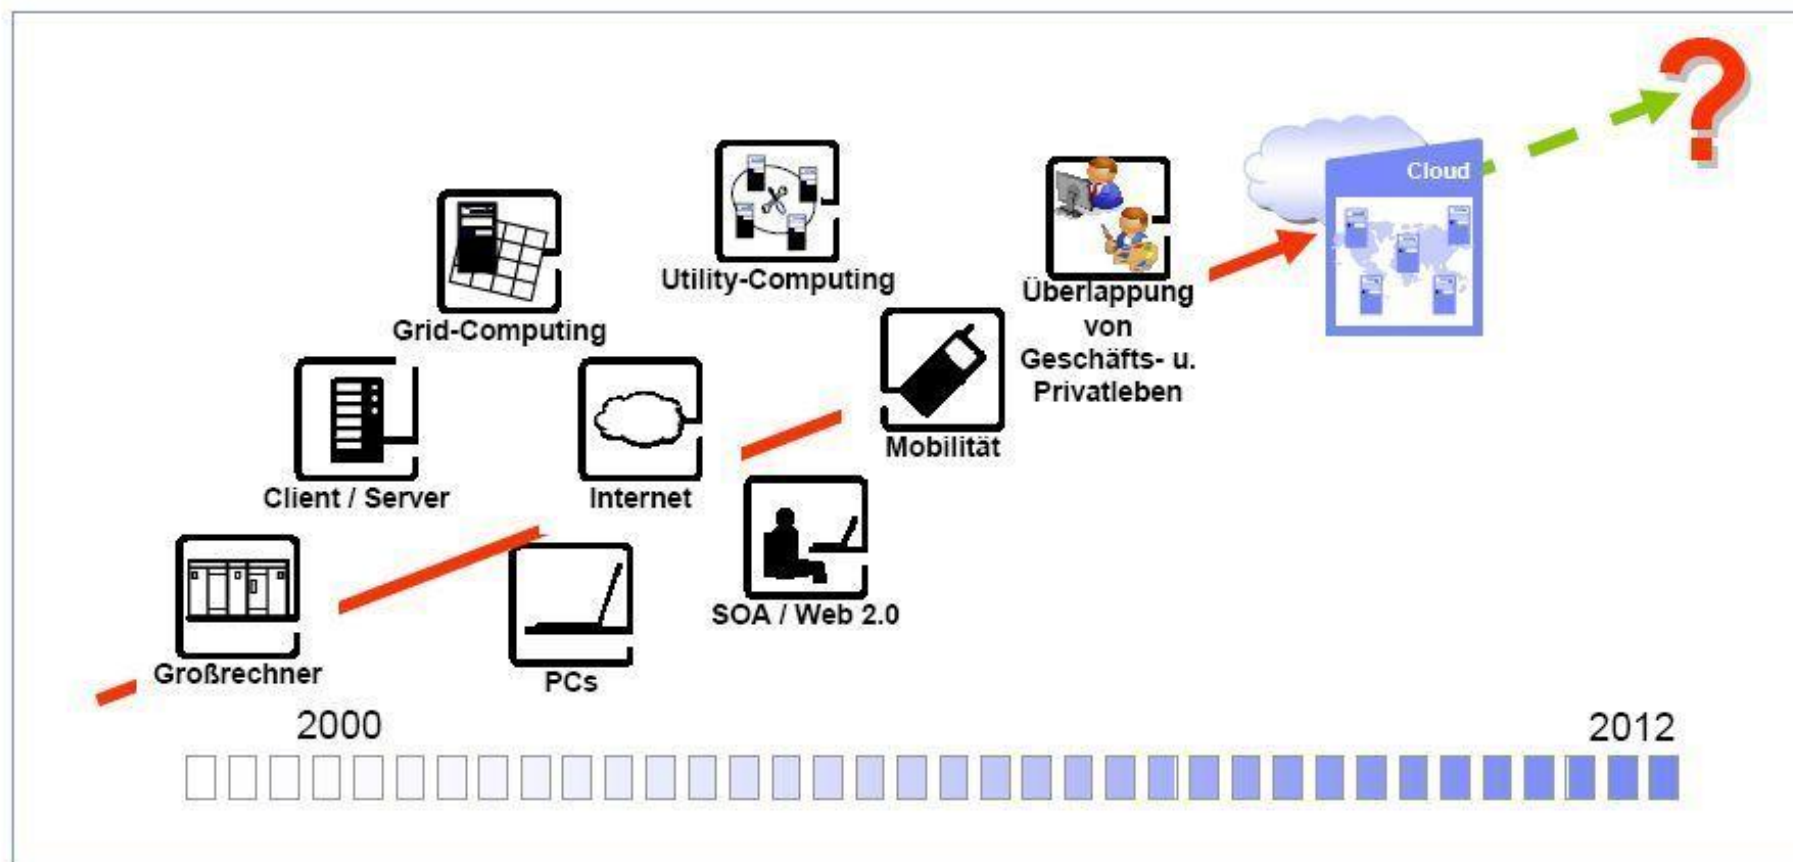 Cloud
Utility-Computing
Überlappung
von
Geschäfts- u.
Privatleben
Grid-Computing
Mobilität
Client / Server
Internet
SOA / Web 2.0
Großrechner
PCs
2000
2012
?